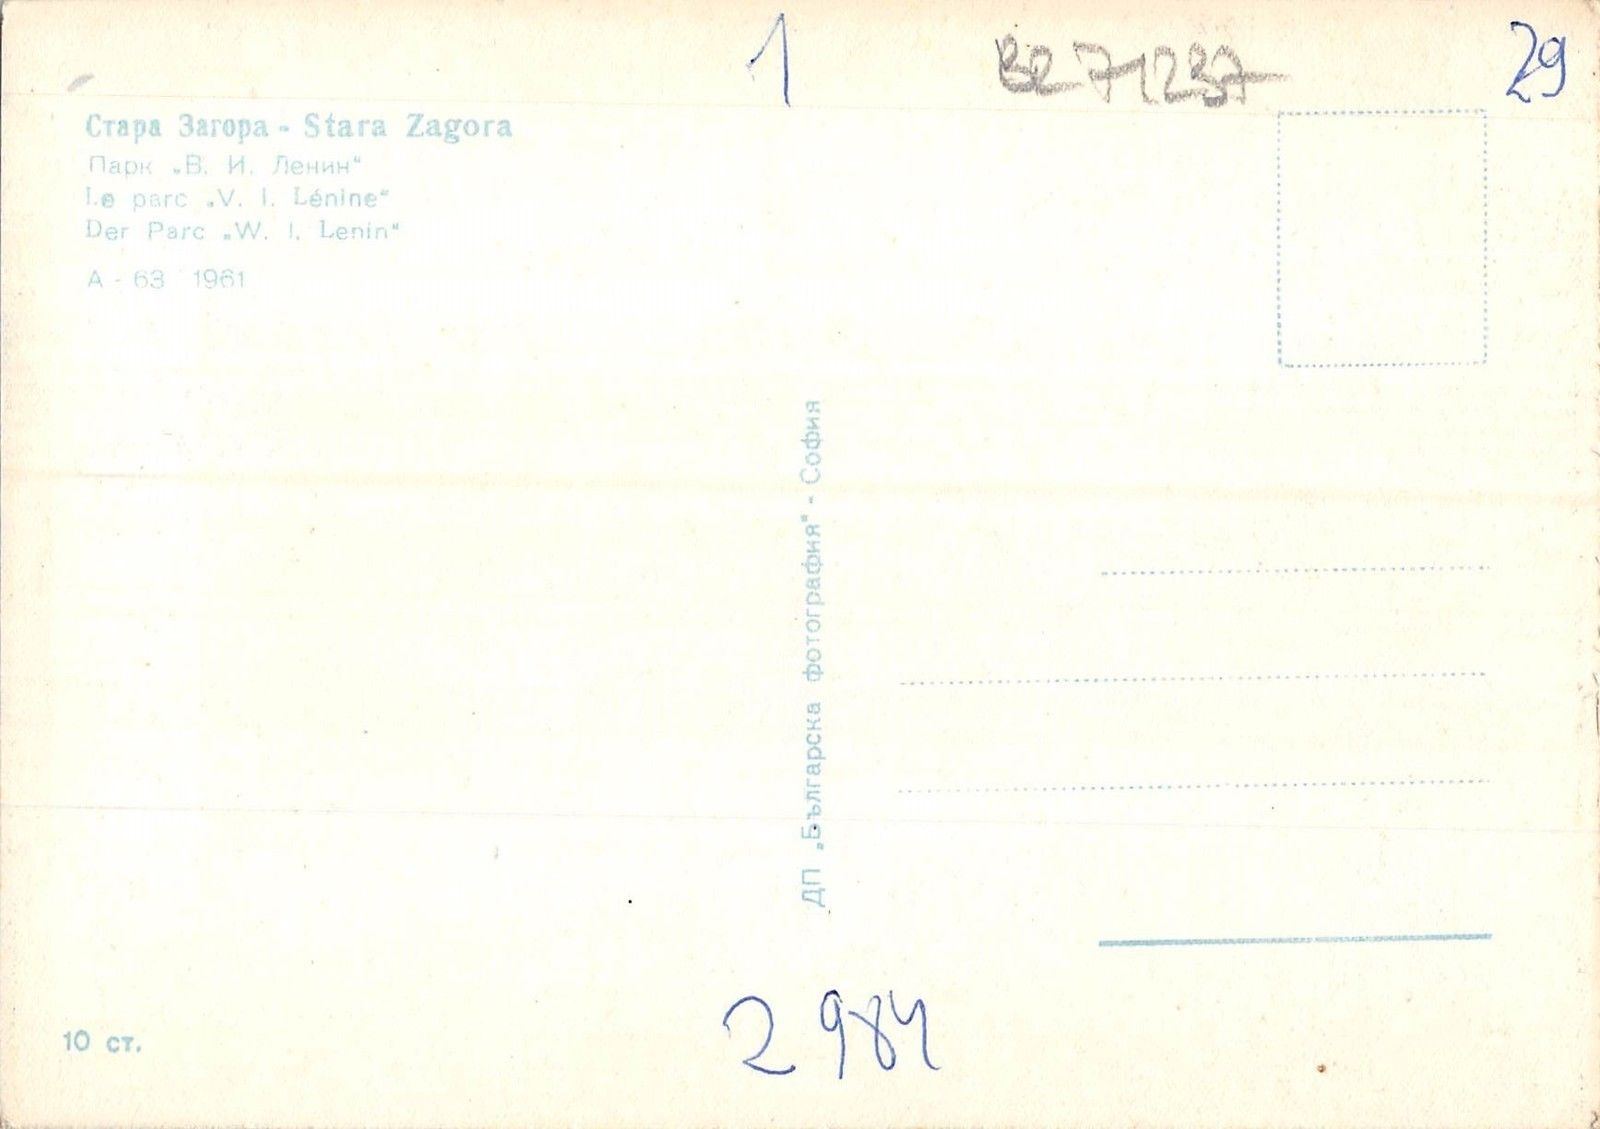 1
29
Стара Загора - Stara Zagora
Парк „В. И. Ленин“
Le parc „V. I. Lénine“
Der Parc „W. I. Lenin“
А - 63 1961
ДП „Българска фотография“ - София
10 ст.
2984